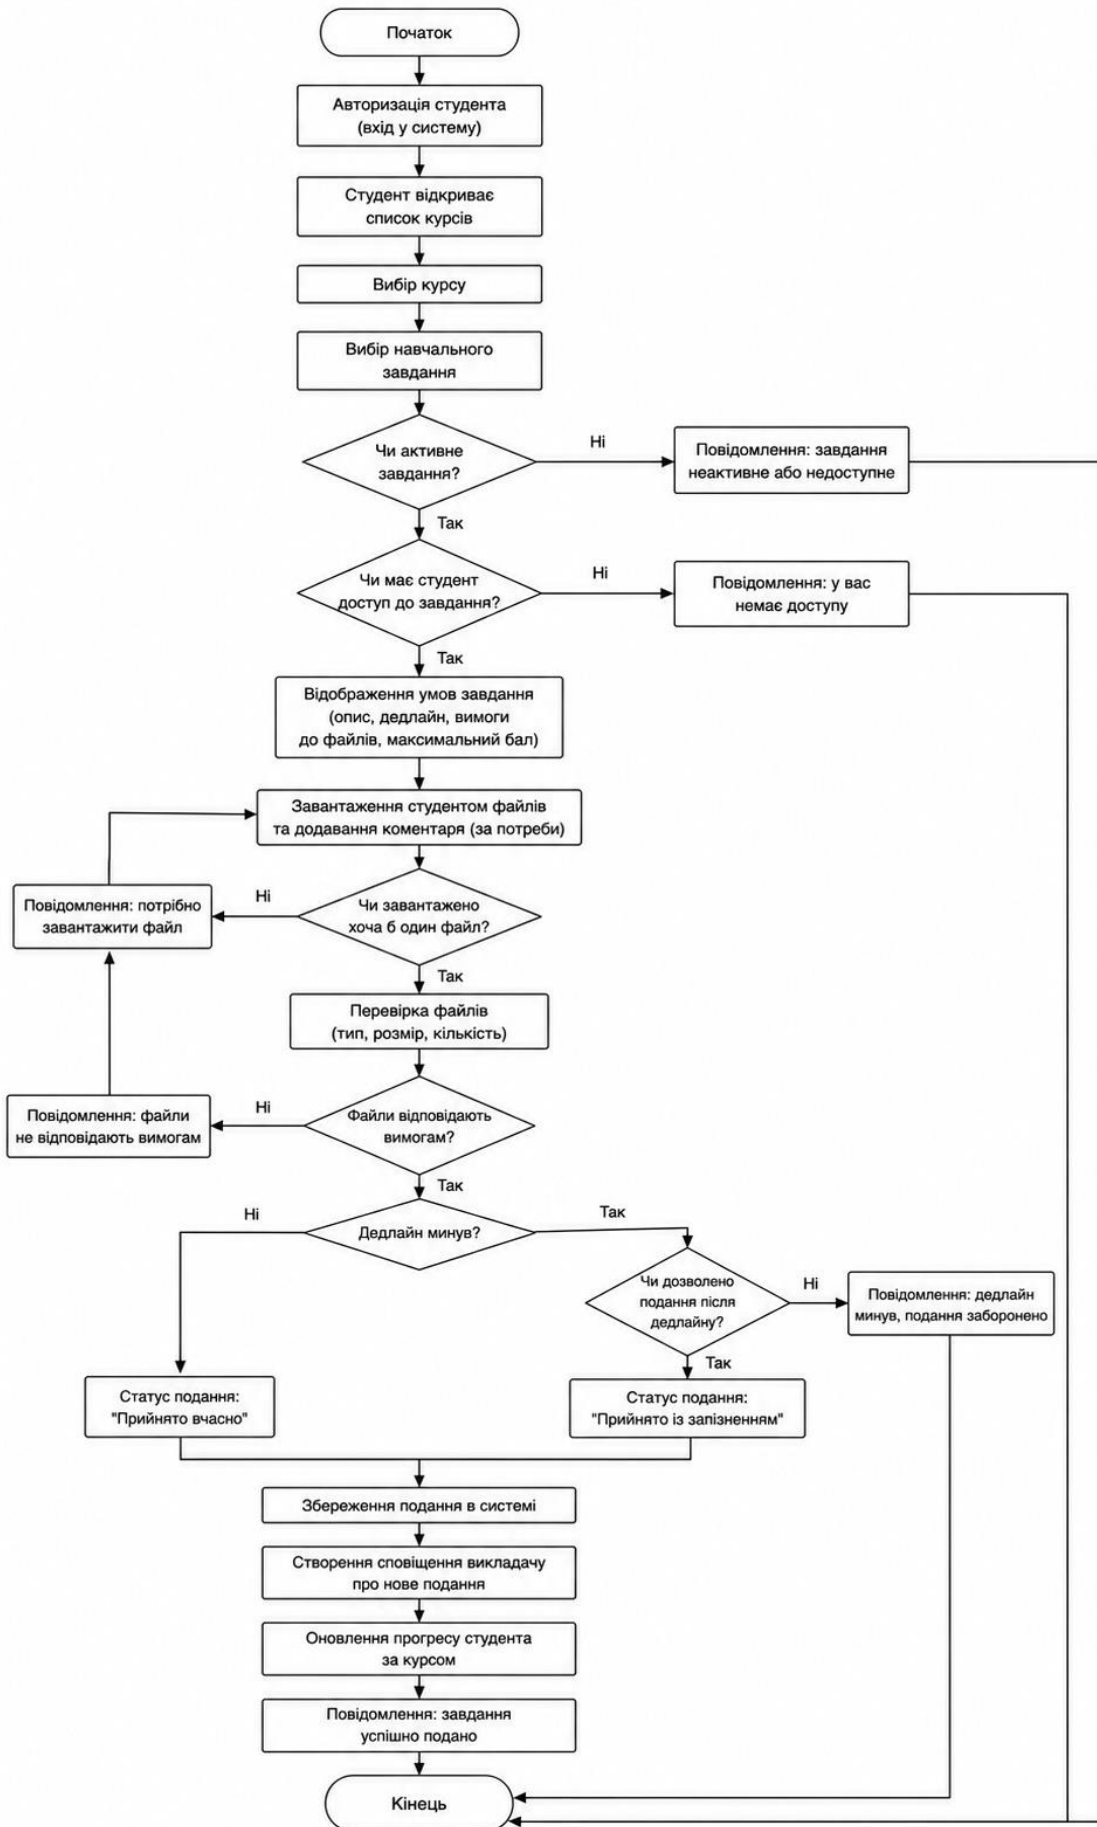 Початок
Авторизація студента
(вхід у систему)
Студент відкриває
список курсів
Вибір курсу
Вибір навчального
завдання
Чи активне
завдання?
Ні
Повідомлення: завдання
неактивне або недоступне
Так
Чи має студент
доступ до завдання?
Ні
Повідомлення: у вас
немає доступу
Так
Відображення умов завдання
(опис, дедлайн, вимоги
до файлів, максимальний бал)
Завантаження студентом файлів
та додавання коментаря (за потреби)
Чи завантажено
хоча б один файл?
Ні
Повідомлення: потрібно
завантажити файл
Так
Перевірка файлів
(тип, розмір, кількість)
Файли відповідають
вимогам?
Ні
Повідомлення: файли
не відповідають вимогам
Так
Дедлайн минув?
Ні
Так
Чи дозволено
подання після
дедлайну?
Ні
Повідомлення: дедлайн
минув, подання заборонено
Так
Статус подання:
"Прийнято вчасно"
Статус подання:
"Прийнято із запізненням"
Збереження подання в системі
Створення сповіщення викладачу
про нове подання
Оновлення прогресу студента
за курсом
Повідомлення: завдання
успішно подано
Кінець